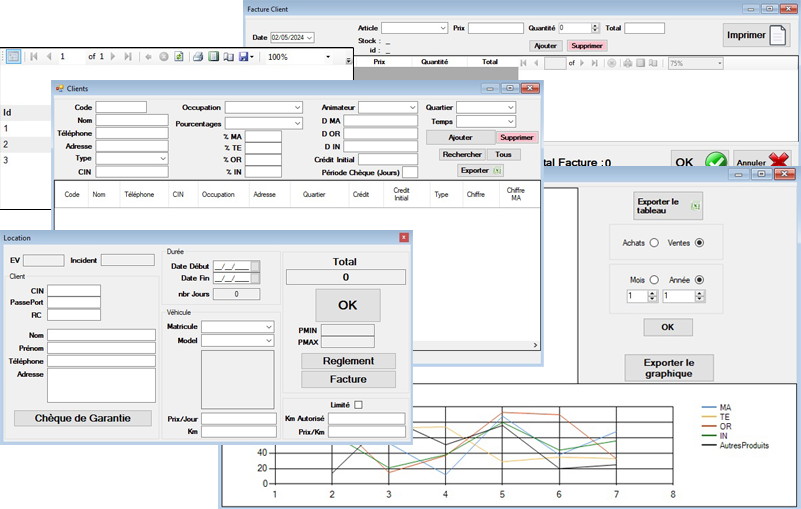 Facture Client
Date 02/05/2024
Article
Prix
Quantité 0
Total
Stock : _
id : _
Ajouter
Supprimer
Imprimer
Prix Quantité Total
of
75%
Total Facture :0
OK
Annuler
1 of 1
100%
Id
1
2
3
Clients
Code
Occupation
Animateur
Quartier
Nom
Pourcentages
D MA
Temps
Téléphone
% MA
D OR
Ajouter
Supprimer
Adresse
% TE
D IN
Rechercher
Tous
Type
% OR
Crédit Initial
CIN
% IN
Période Chèque (Jours)
Exporter
Code Nom Téléphone CIN Occupation Adresse Quartier Crédit Credit Initial Type Chiffre Chiffre MA
Location
EV
Incident
Client
CIN
PassePort
RC
Nom
Prénom
Téléphone
Adresse
Chèque de Garantie
Durée
Date Début __/__/____
Date Fin __/__/____
nbr Jours 0
Véhicule
Matricule
Model
Prix/Jour
Km
Total
0
OK
PMIN
PMAX
Reglement
Facture
Limité
Km Autorisé
Prix/Km
Exporter le
tableau
Achats
Ventes
Mois
Année
1
1
OK
Exporter le
graphique
MA
TE
OR
IN
AutresProduits
40
20
0
1 2 3 4 5 6 7 8